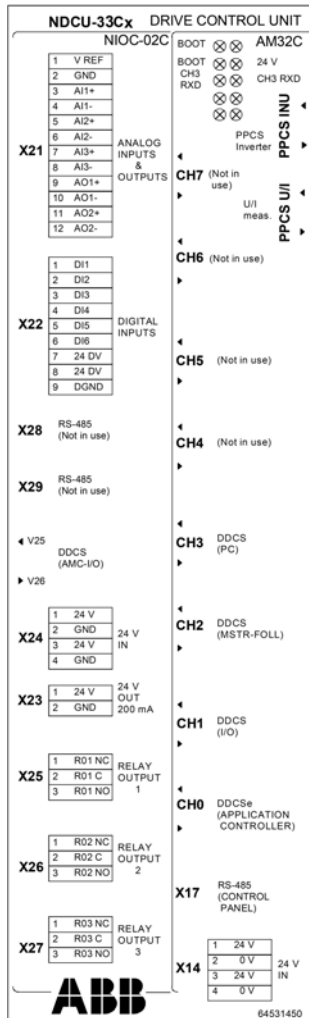 NDCU-33Cx DRIVE CONTROL UNIT
NIOC-02C
X21
1 V REF
2 GND
3 AI1+
4 AI1-
5 AI2+
6 AI2-
7 AI3+
8 AI3-
9 AO1+
10 AO1-
11 AO2+
12 AO2-
ANALOG
INPUTS
&
OUTPUTS
X22
1 DI1
2 DI2
3 DI3
4 DI4
5 DI5
6 DI6
7 24 DV
8 24 DV
9 DGND
DIGITAL
INPUTS
X28 RS-485
(Not in use)
X29 RS-485
(Not in use)
V25
DDCS
(AMC-I/O)
V26
X24
1 24 V
2 GND
3 24 V
4 GND
24 V
IN
X23
1 24 V
2 GND
24 V
OUT
200 mA
X25
1 R01 NC
2 R01 C
3 R01 NO
RELAY
OUTPUT
1
X26
1 R02 NC
2 R02 C
3 R02 NO
RELAY
OUTPUT
2
X27
1 R03 NC
2 R03 C
3 R03 NO
RELAY
OUTPUT
3
ABB
BOOT AM32C
BOOT 24 V
CH3 CH3 RXD
RXD
PPCS
Inverter
PPCS INU
U/I
meas.
PPCS U/I
CH7 (Not in
use)
CH6 (Not in use)
CH5 (Not in use)
CH4 (Not in use)
CH3 DDCS
(PC)
CH2 DDCS
(MSTR-FOLL)
CH1 DDCS
(I/O)
CH0 DDCSe
(APPLICATION
CONTROLLER)
X17 RS-485
(CONTROL
PANEL)
X14
1 24 V
2 0 V
3 24 V
4 0 V
24 V
IN
64531450